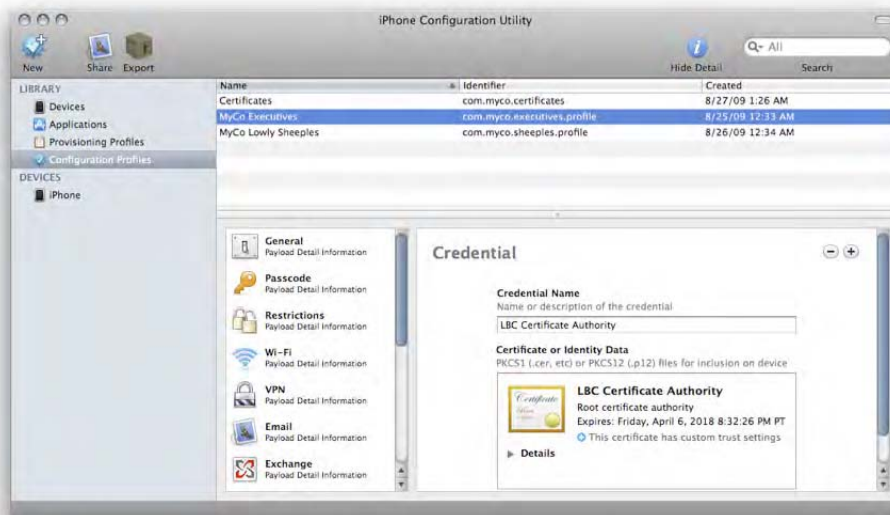 iPhone Configuration Utility
New
Share
Export
Hide Detail
All
Search
LIBRARY
Devices
Applications
Provisioning Profiles
Configuration Profiles
DEVICES
iPhone
Name Identifier Created
Certificates com.myco.certificates 8/27/09 1:26 AM
MyCo Executives com.myco.executives.profile 8/25/09 12:33 AM
MyCo Lowly Sheeples com.myco.sheeples.profile 8/26/09 12:34 AM
General
Payload Detail Information
Passcode
Payload Detail Information
Restrictions
Payload Detail Information
Wi-Fi
Payload Detail Information
VPN
Payload Detail Information
Email
Payload Detail Information
Exchange
Payload Detail Information
Credential
Credential Name
Name or description of the credential
LBC Certificate Authority
Certificate or Identity Data
PKCS1 (.cer, etc) or PKCS12 (.p12) files for inclusion on device
Certificate
LBC Certificate Authority
Root certificate authority
Expires: Friday, April 6, 2018 8:32:26 PM PT
This certificate has custom trust settings
Details